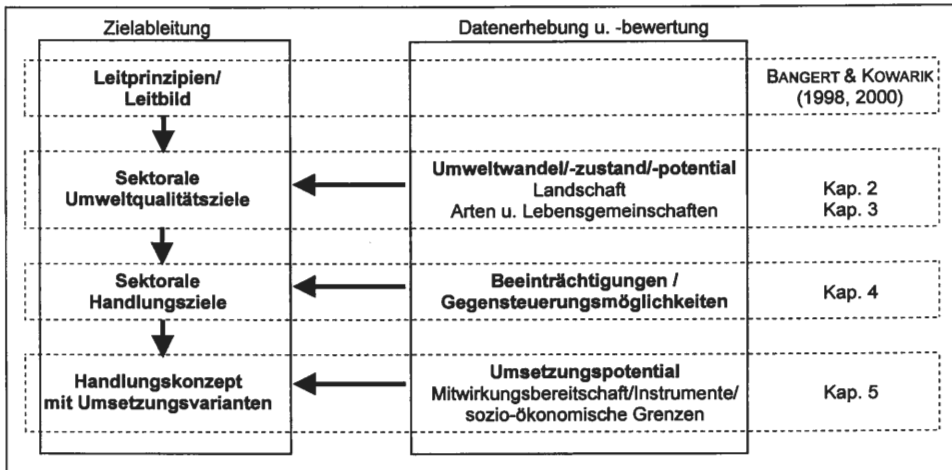 Zielableitung
Datenerhebung u. -bewertung
Leitprinzipien/
Leitbild
BANGERT & KOWARIK
(1998, 2000)
Sektorale
Umweltqualitätsziele
Umweltwandel/-zustand/-potential
Landschaft
Arten u. Lebensgemeinschaften
Kap. 2
Kap. 3
Sektorale
Handlungsziele
Beeinträchtigungen /
Gegensteuerungsmöglichkeiten
Kap. 4
Handlungskonzept
mit Umsetzungsvarianten
Umsetzungspotential
Mitwirkungsbereitschaft/Instrumente/
sozio-ökonomische Grenzen
Kap. 5